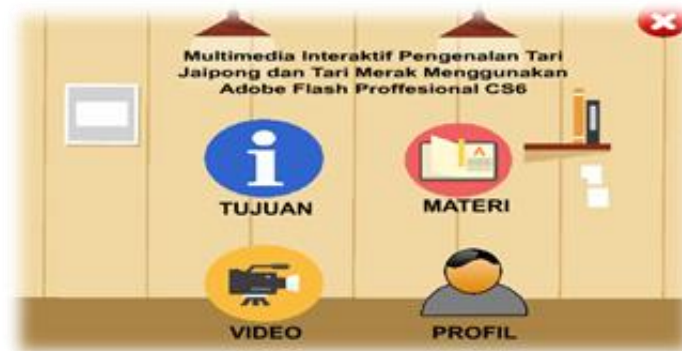 Multimedia Interaktif Pengenalan Tari
Jaipong dan Tari Merak Menggunakan
Adobe Flash Proffesional CS6
TUJUAN
MATERI
VIDEO
PROFIL